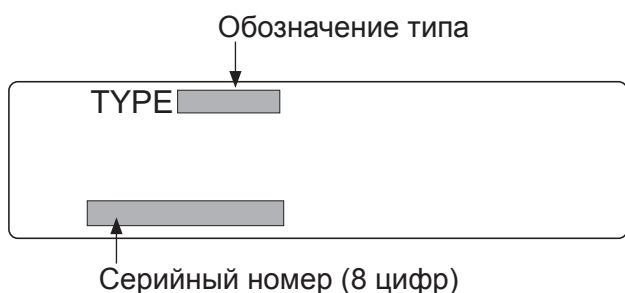 Обозначение типа
TYPE
Серийный номер (8 цифр)